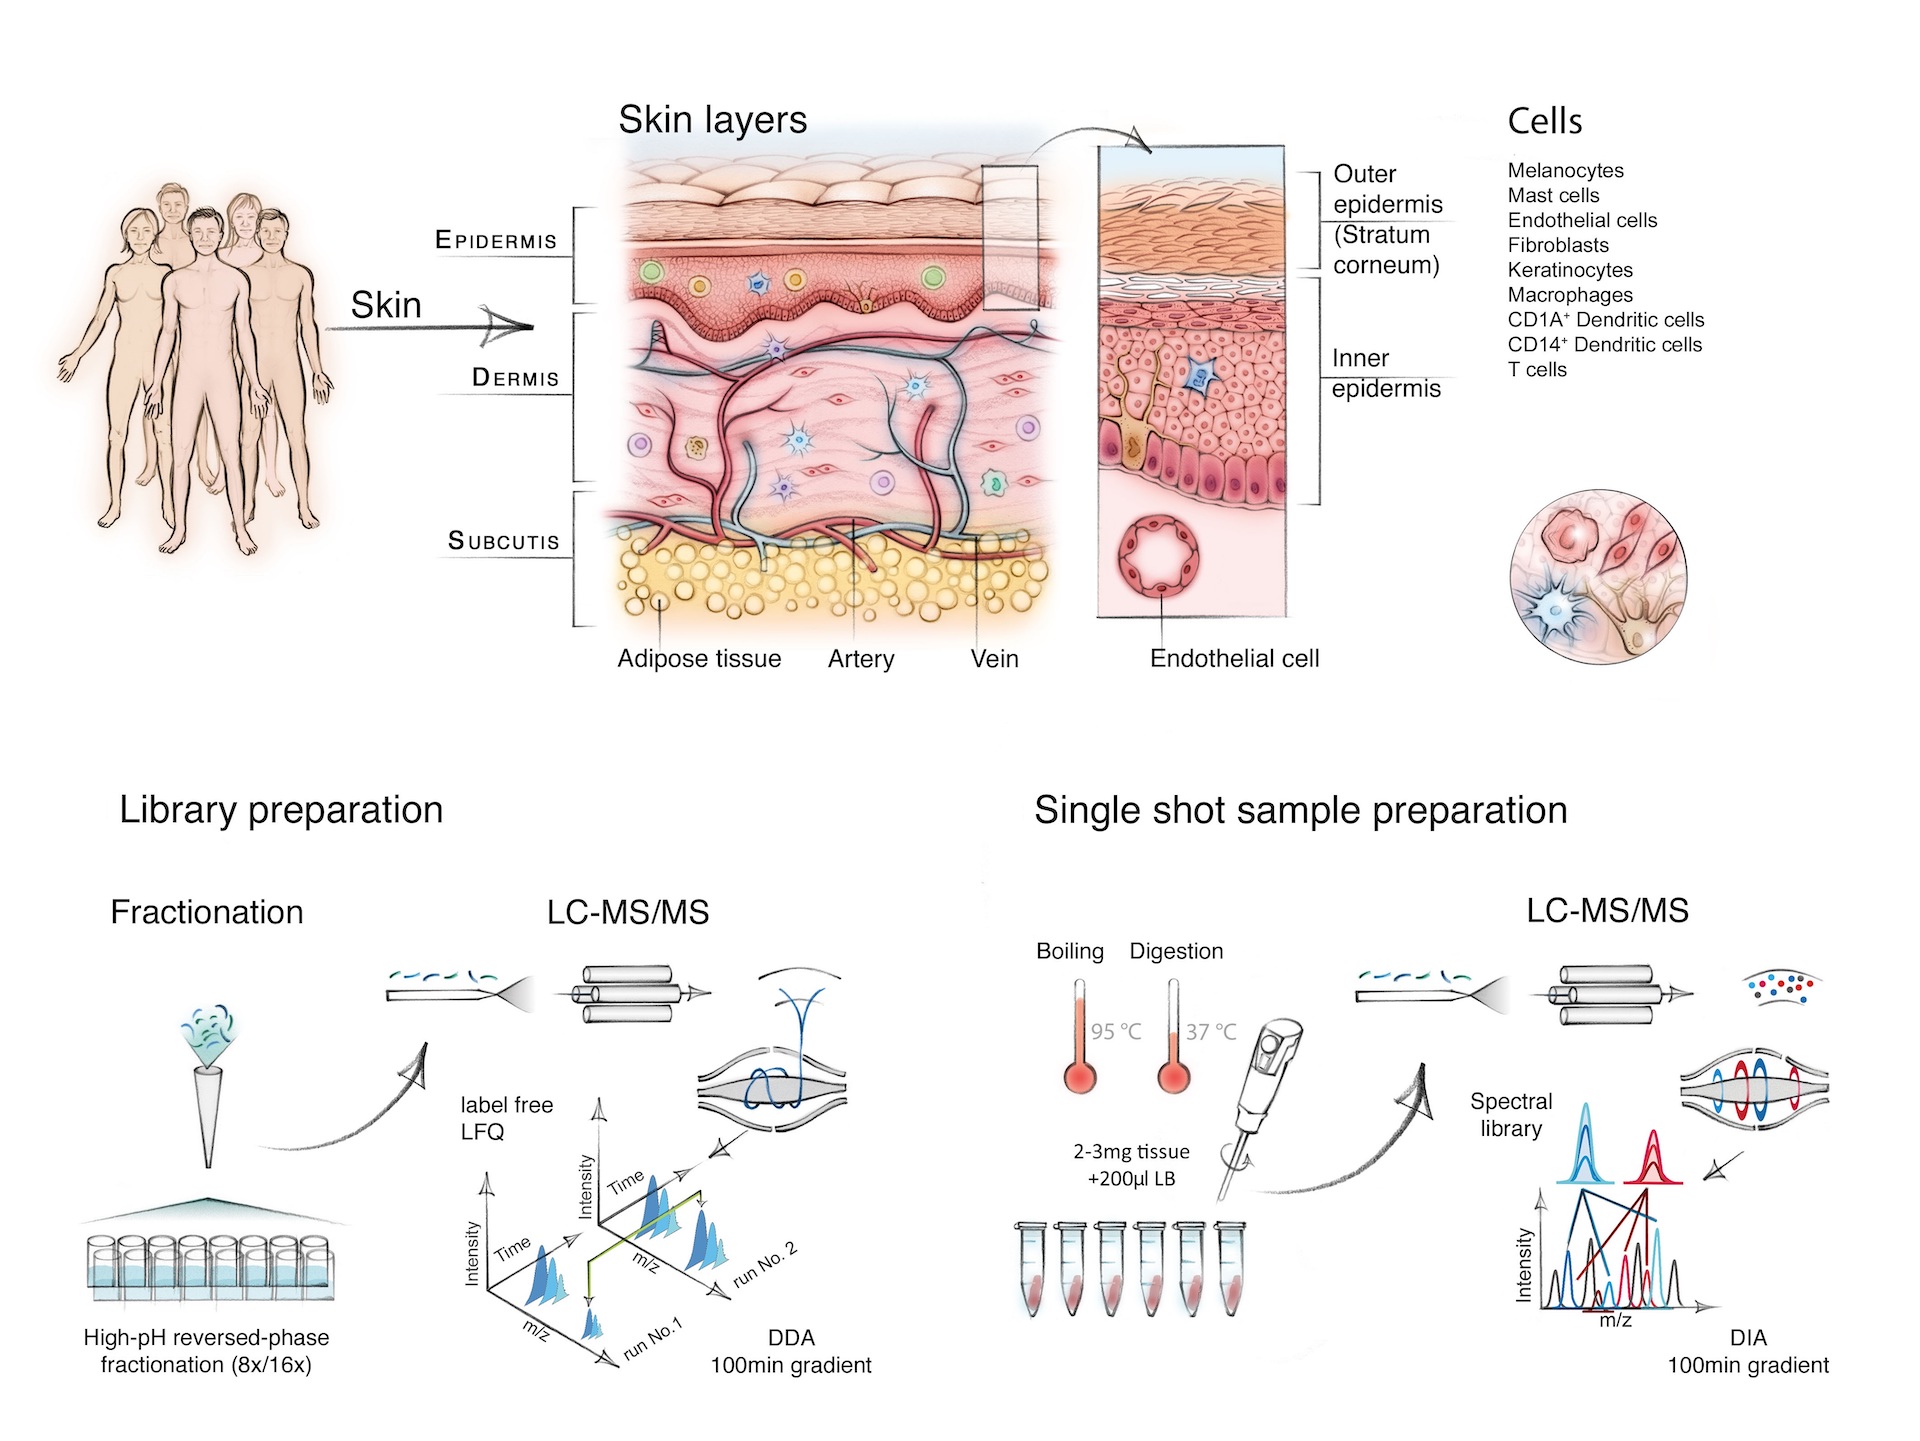 Skin layers
Cells
Skin
EPIDERMIS
DERMIS
SUBCUTIS
Adipose tissue
Artery
Vein
Outer
epidermis
(Stratum
corneum)
Inner
epidermis
Endothelial cell
Melanocytes
Mast cells
Endothelial cells
Fibroblasts
Keratinocytes
Macrophages
CD1A⁺ Dendritic cells
CD14⁺ Dendritic cells
T cells
Library preparation
Fractionation
LC-MS/MS
High-pH reversed-phase
fractionation (8x/16x)
label free
LFQ
Intensity
Time
m/z
run No. 2
Intensity
Time
m/z
run No.1
DDA
100min gradient
Single shot sample preparation
Boiling
Digestion
95 °C
37 °C
2-3mg tissue
+200µl LB
LC-MS/MS
Spectral
library
Intensity
m/z
DIA
100min gradient